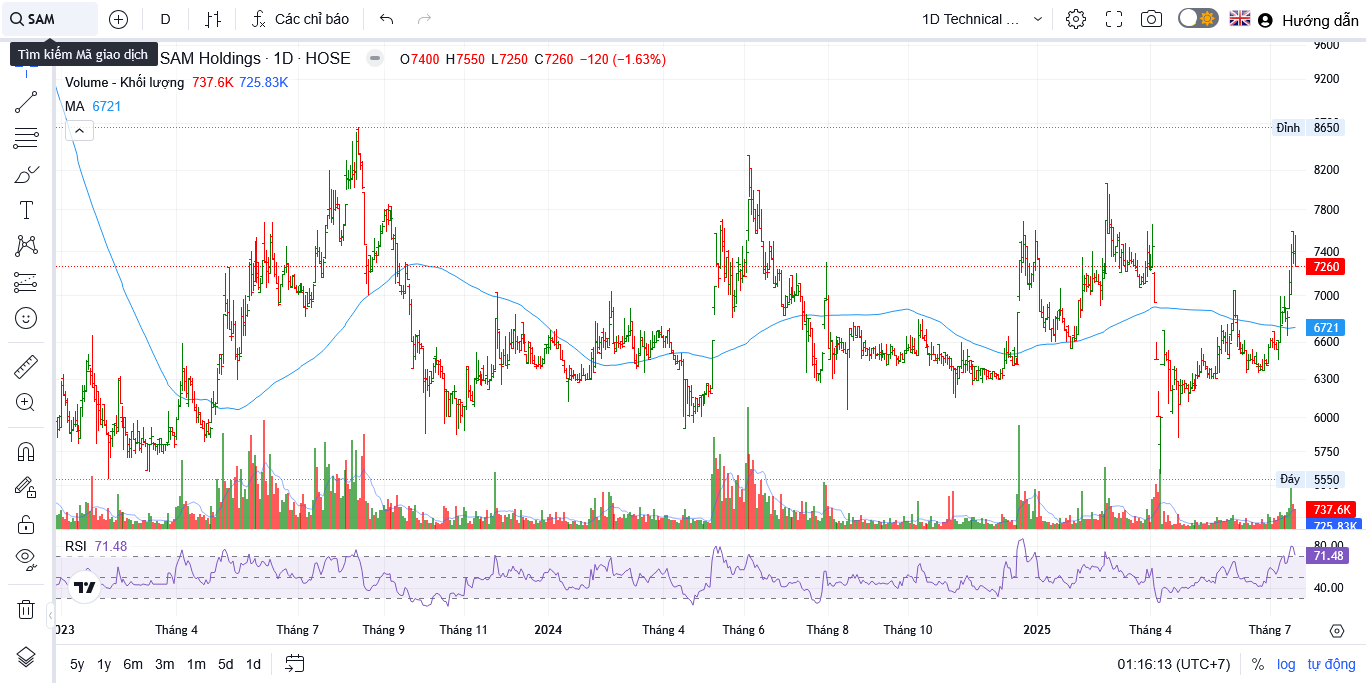 SAM D Các chỉ báo 1D Technical ... Hướng dẫn
Tìm kiếm Mã giao dịch
SAM Holdings · 1D · HOSE O7400 H7550 L7250 C7260 −120 (−1.63%)
Volume - Khối lượng 737.6K 725.83K
MA 6721
9600
9200
Đỉnh 8650
8200
7800
7400
7260
7000
6721
6600
6300
6000
5750
Đáy 5550
737.6K
725.83K
RSI 71.48
80.00
71.48
40.00
023 Tháng 4 Tháng 7 Tháng 9 Tháng 11 2024 Tháng 4 Tháng 6 Tháng 8 Tháng 10 2025 Tháng 4 Tháng 7
5y 1y 6m 3m 1m 5d 1d 01:16:13 (UTC+7) % log tự động